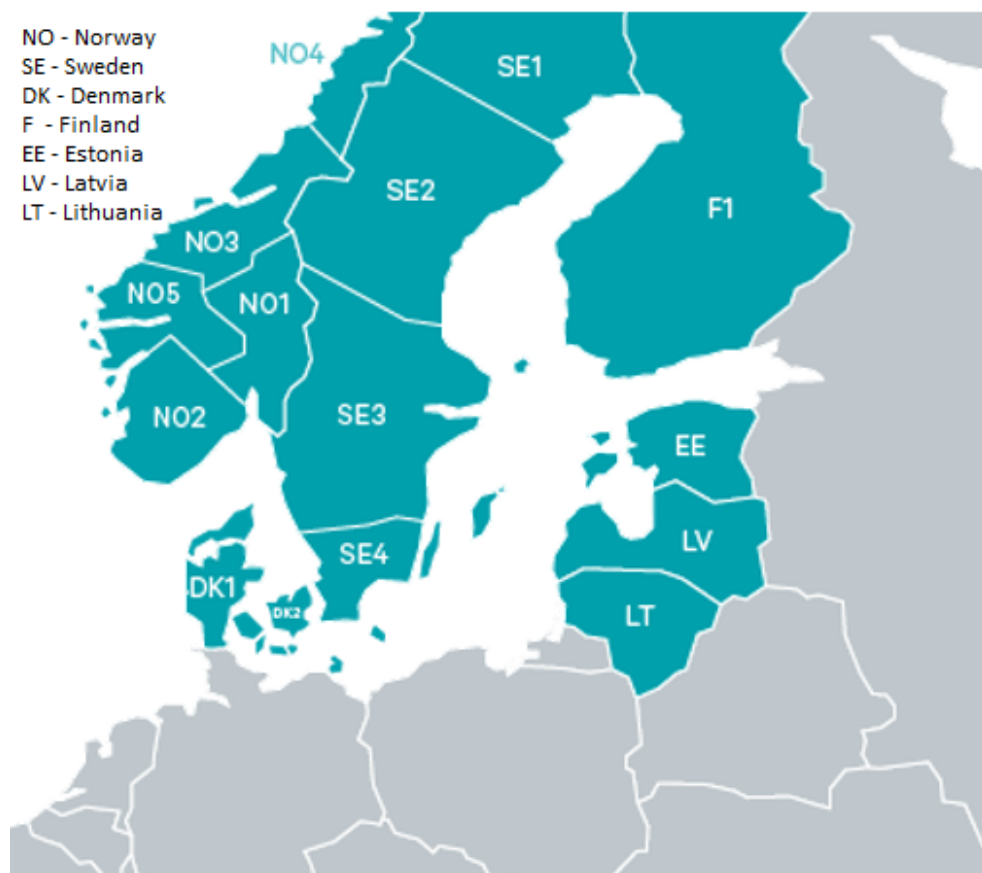 NO - Norway
SE - Sweden
DK - Denmark
F - Finland
EE - Estonia
LV - Latvia
LT - Lithuania
NO4
SE1
SE2
F1
NO3
NO5
NO1
NO2
SE3
EE
LV
SE4
DK1
DK2
LT